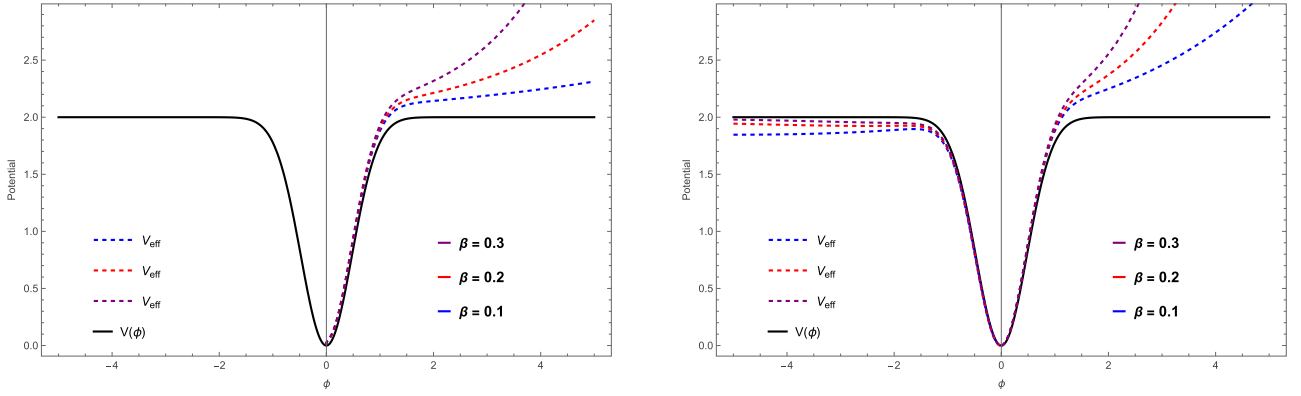 Potential
2.5
2.0
1.5
1.0
0.5
0.0
V_eff
V_eff
V_eff
V(ϕ)
β = 0.3
β = 0.2
β = 0.1
−4
−2
0
2
4
ϕ
Potential
2.5
2.0
1.5
1.0
0.5
0.0
V_eff
V_eff
V_eff
V(ϕ)
β = 0.3
β = 0.2
β = 0.1
−4
−2
0
2
4
ϕ